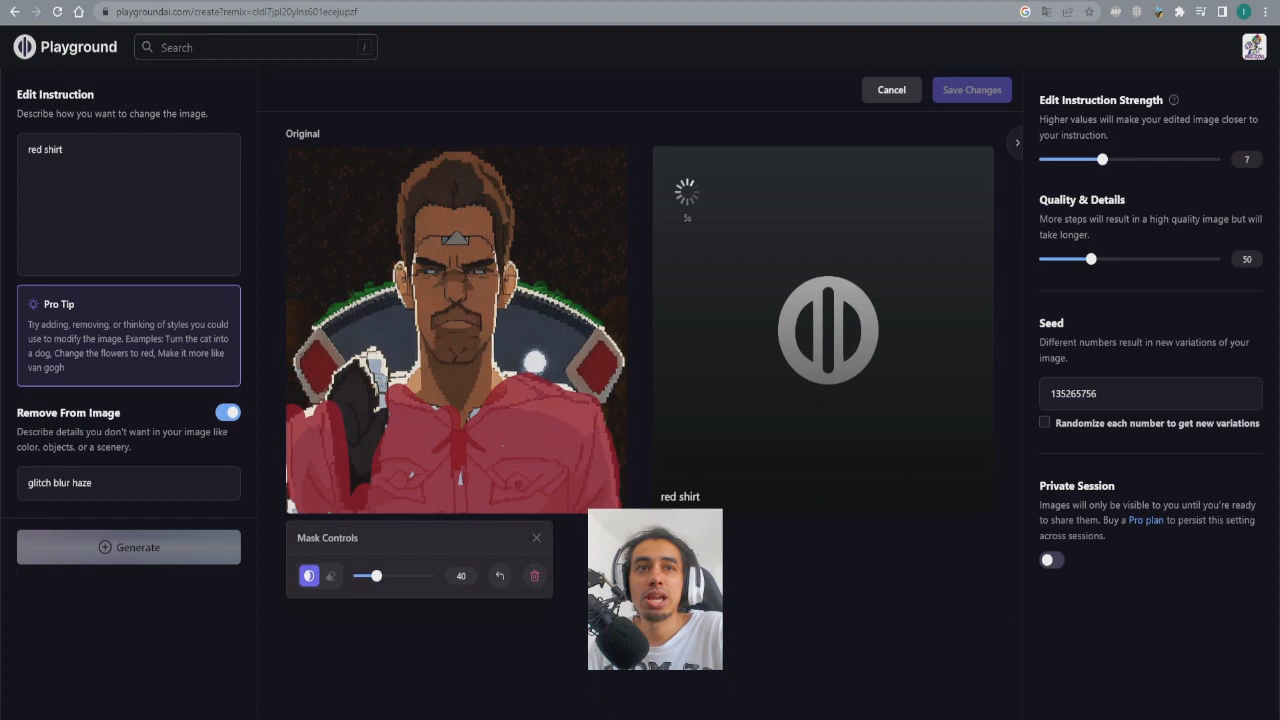 playgroundai.com/create?remix=cldl7jpl20ylns601ecejupzf
Playground
Search
/
Edit Instruction
Describe how you want to change the image.
red shirt
Pro Tip
Try adding, removing, or thinking of styles you could
use to modify the image. Examples: Turn the cat into
a dog, Change the flowers to red, Make it more like
van gogh
Remove From Image
Describe details you don't want in your image like
color, objects, or a scenery.
glitch blur haze
Generate
Cancel
Save Changes
Original
5s
red shirt
Mask Controls
40
Edit Instruction Strength
Higher values will make your edited image closer to
your instruction.
7
Quality & Details
More steps will result in a high quality image but will
take longer.
50
Seed
Different numbers result in new variations of your
image.
135265756
Randomize each number to get new variations
Private Session
Images will only be visible to you until you're ready
to share them. Buy a Pro plan to persist this setting
across sessions.